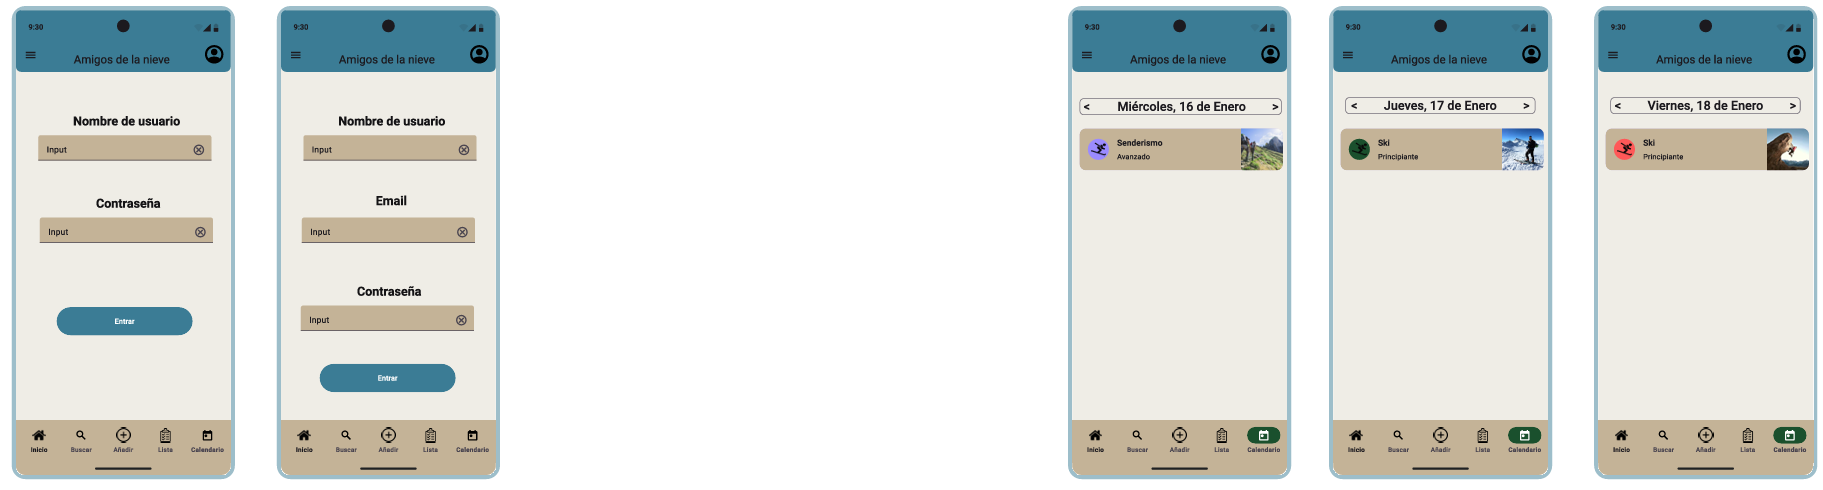 9:30
Amigos de la nieve
Nombre de usuario
Input
Contraseña
Input
Entrar
Inicio Buscar Añadir Lista Calendario
9:30
Amigos de la nieve
Nombre de usuario
Input
Email
Input
Contraseña
Input
Entrar
Inicio Buscar Añadir Lista Calendario
9:30
Amigos de la nieve
< Miércoles, 16 de Enero >
Senderismo
Avanzado
Inicio Buscar Añadir Lista Calendario
9:30
Amigos de la nieve
< Jueves, 17 de Enero >
Ski
Principiante
Inicio Buscar Añadir Lista Calendario
9:30
Amigos de la nieve
< Viernes, 18 de Enero >
Ski
Principiante
Inicio Buscar Añadir Lista Calendario